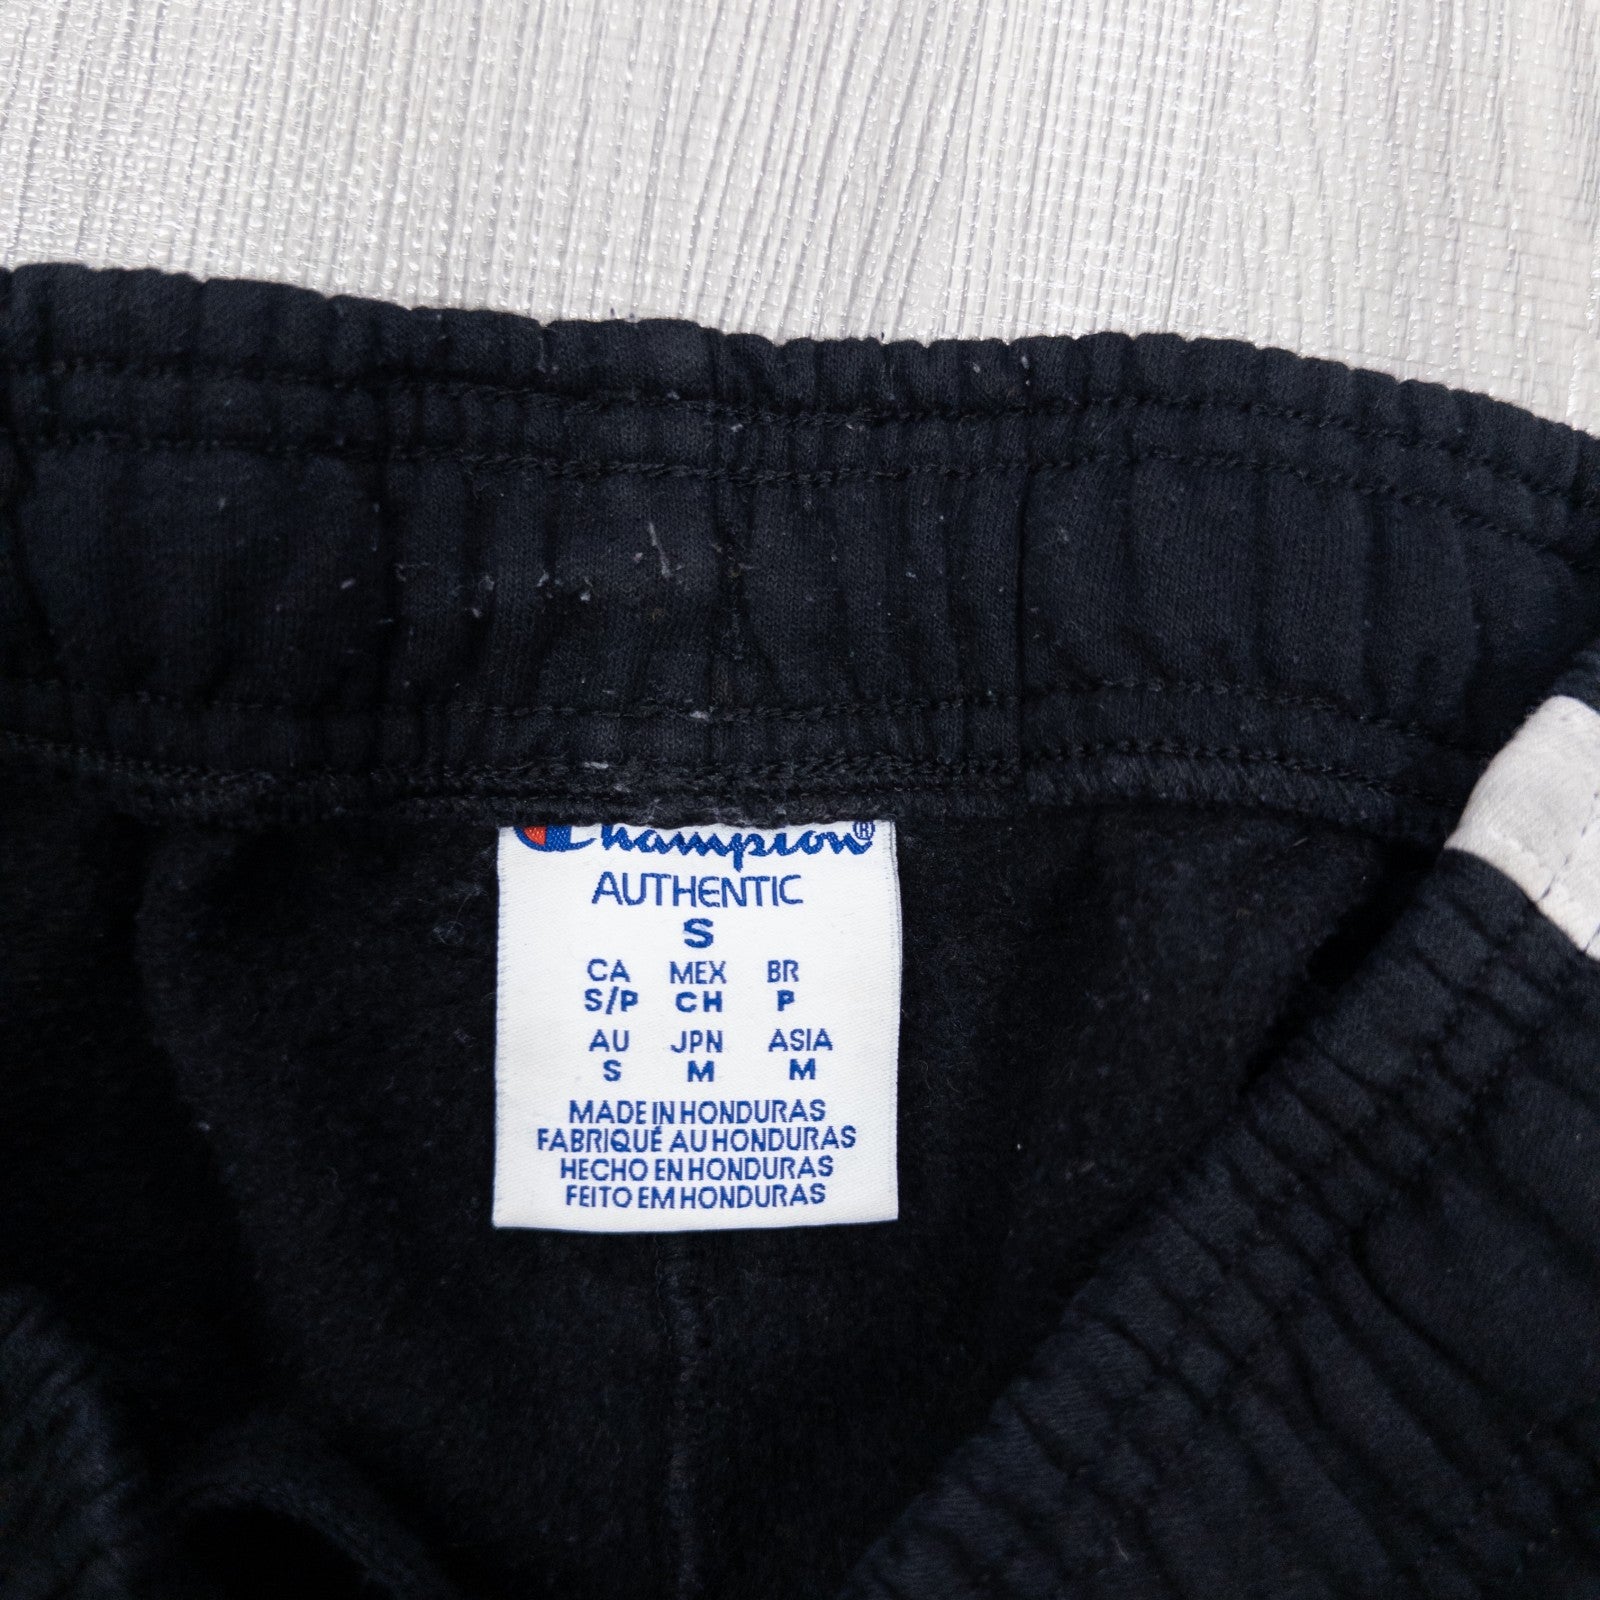 Champion®
AUTHENTIC
S
CA MEX BR
S/P CH P
AU JPN ASIA
S M M
MADE IN HONDURAS
FABRIQUÉ AU HONDURAS
HECHO EN HONDURAS
FEITO EM HONDURAS